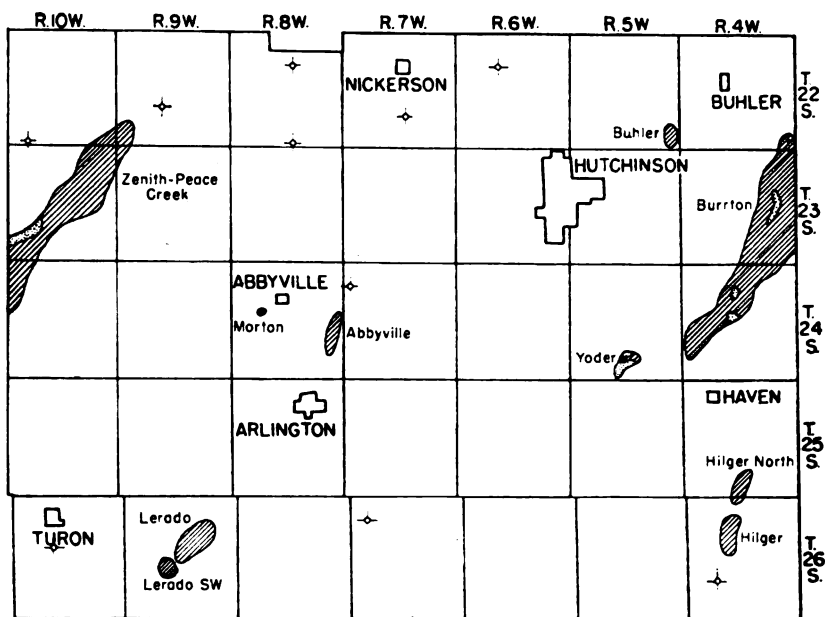 R.10W. R.9W. R.8W. R.7W. R.6W. R.5W R.4W.
NICKERSON
BUHLER
T.
22
S.
Buhler
HUTCHINSON
Zenith-Peace
Creek
Burrton
T.
23
S.
ABBYVILLE
Morton
Abbyville
Yoder
T.
24
S.
ARLINGTON
HAVEN
T.
25
S.
Hilger North
TURON
Lerado
Lerado SW
Hilger
T.
26
S.